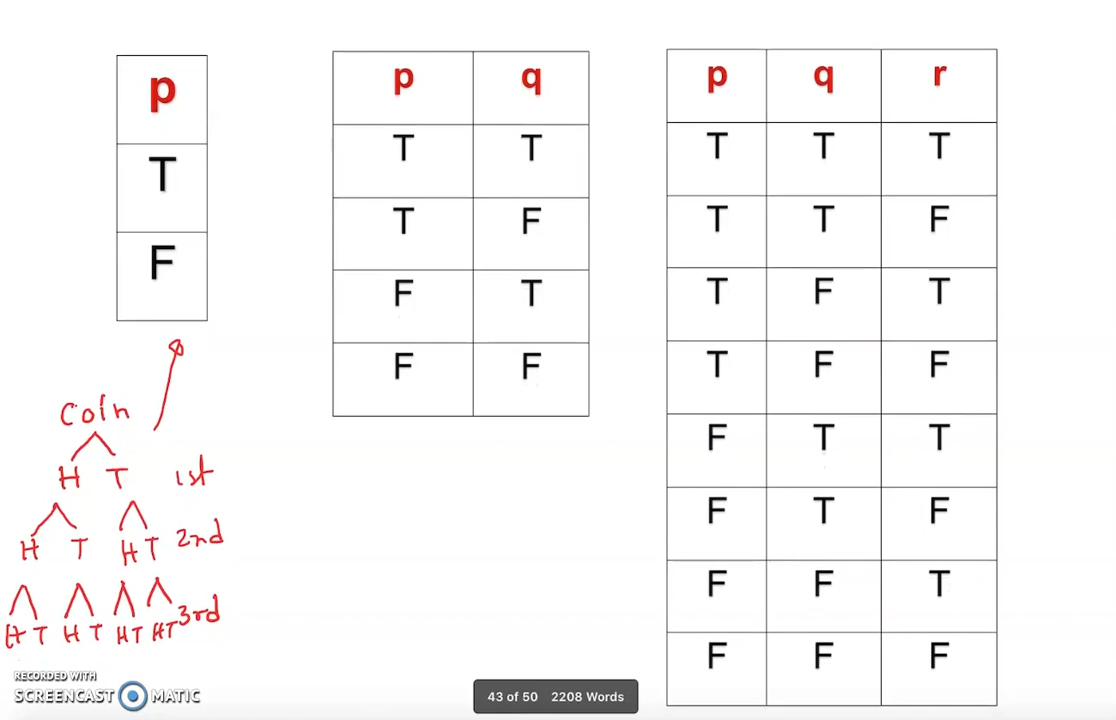 p
T
F
p q
T T
T F
F T
F F
p q r
T T T
T T F
T F T
T F F
F T T
F T F
F F T
F F F
Coin
H T 1st
H T H T 2nd
H T H T H T H T 3rd
RECORDED WITH
SCREENCAST MATIC
43 of 50 2208 Words